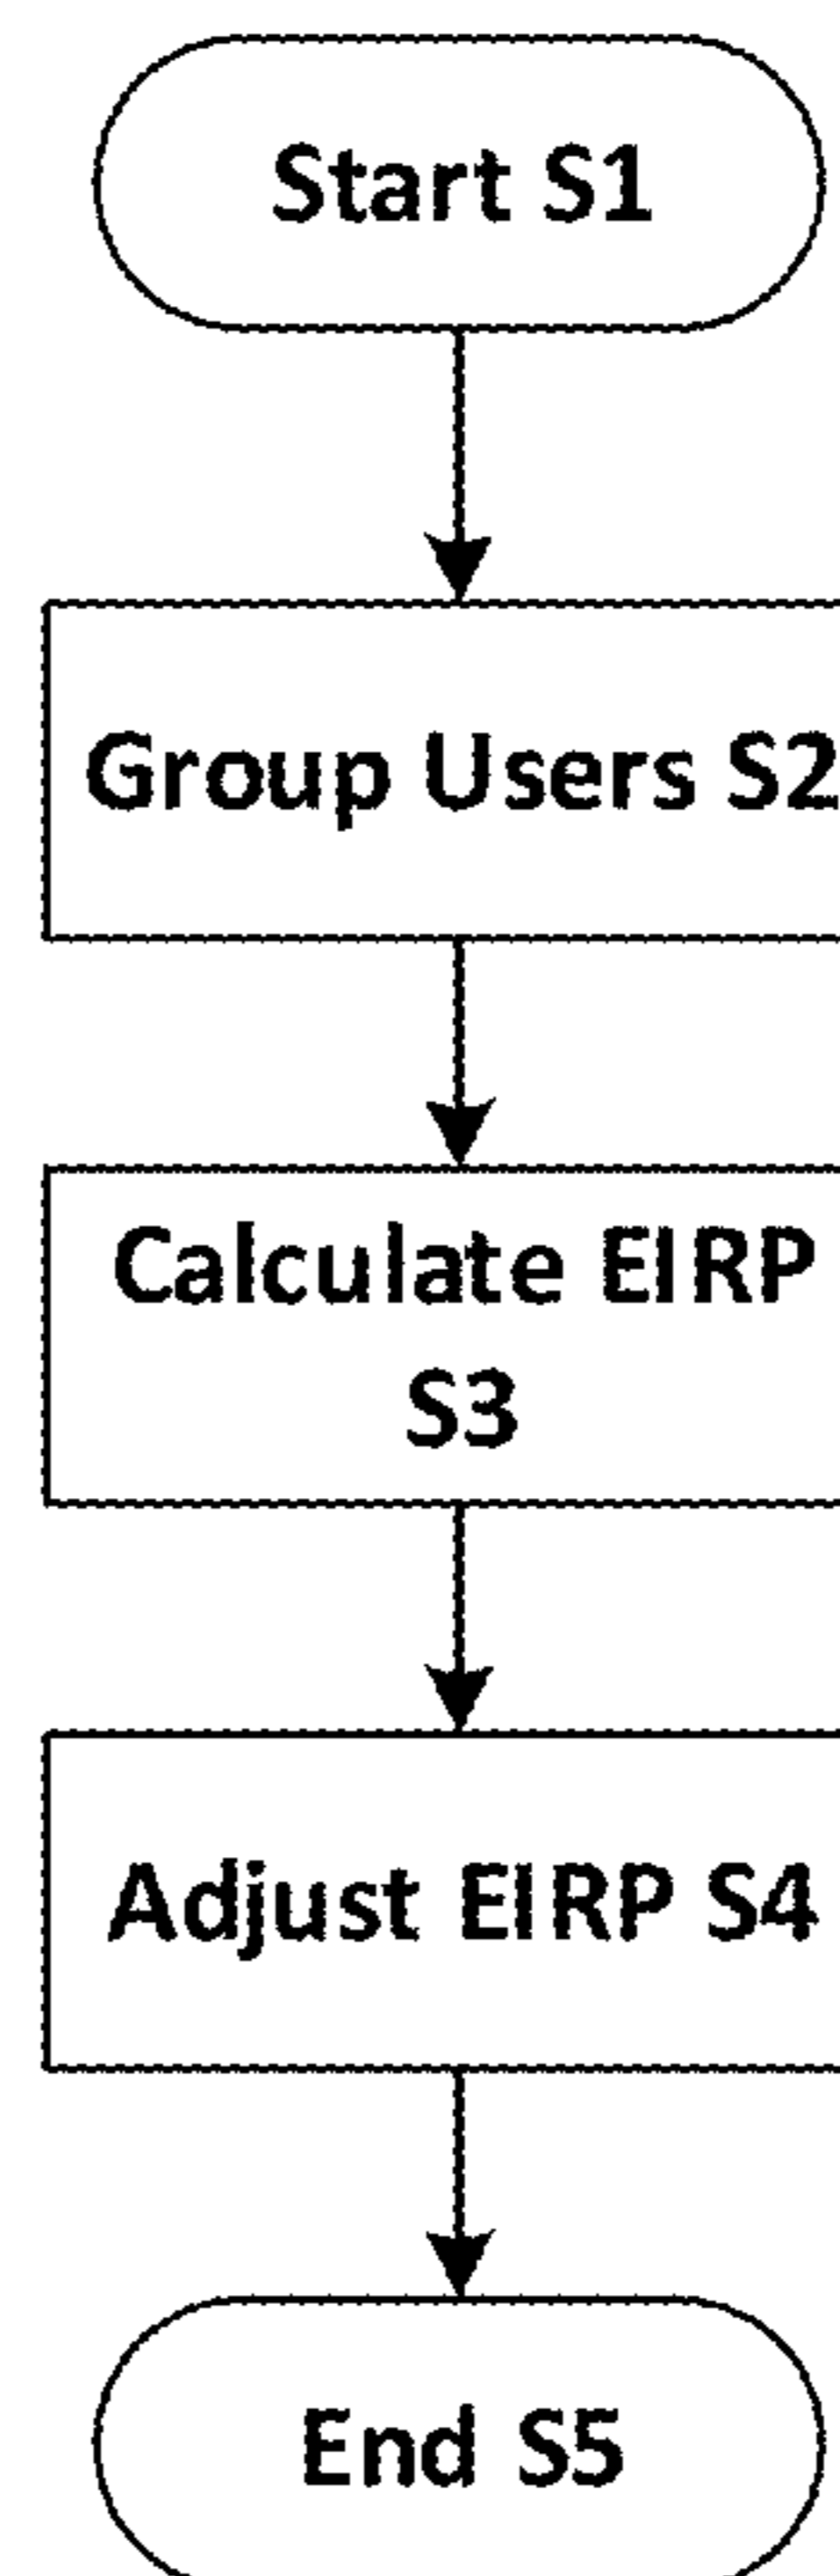 Start S1
Group Users S2
Calculate EIRP
S3
Adjust EIRP S4
End S5